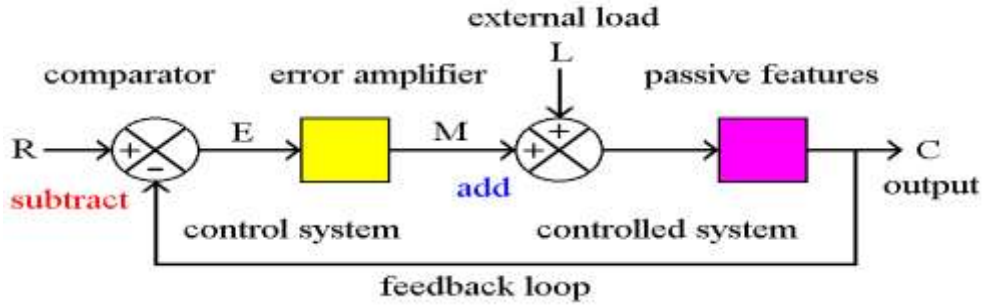 external load
L
comparator
error amplifier
passive features
R
+
−
E
M
+
+
C
subtract
add
output
control system
controlled system
feedback loop